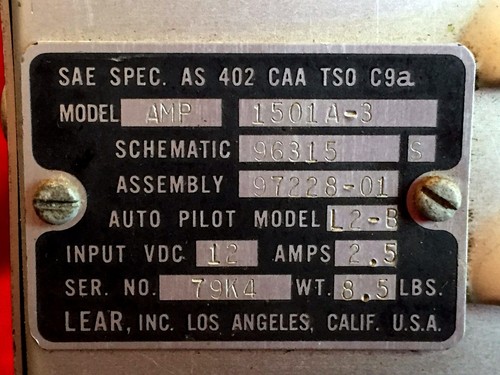 SAE SPEC. AS 402 CAA TSO C9a
MODEL AMP 1501A-3
SCHEMATIC 96315 S
ASSEMBLY 97228-01
AUTO PILOT MODEL L2-B
INPUT VDC 12 AMPS 2.5
SER. NO. 79K4 WT. 8.5 LBS.
LEAR, INC. LOS ANGELES, CALIF. U.S.A.